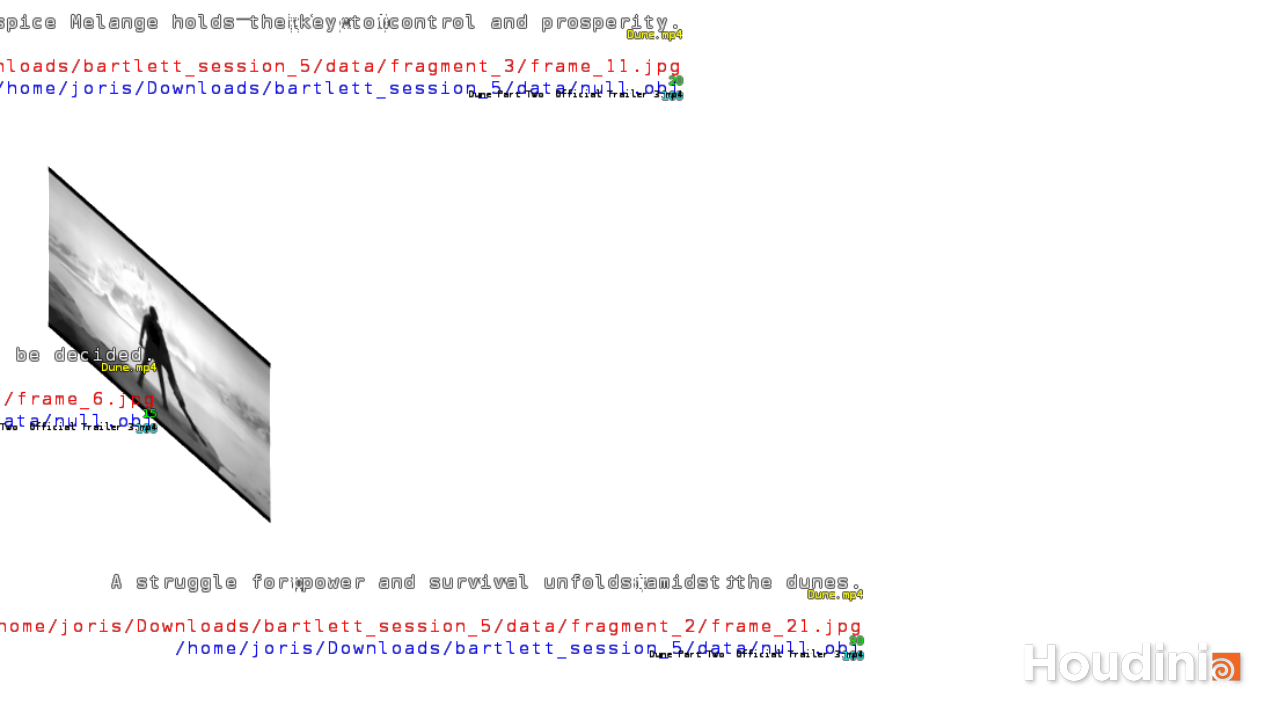 spice Melange holds the key to control and prosperity.
Dune.mp4
nloads/bartlett_session_5/data/fragment_3/frame_11.jpg
20
/home/joris/Downloads/bartlett_session_5/data/null.obj
Dune Part Two Official Trailer 3.mp4
be decided.
Dune.mp4
/frame_6.jpg
15
ata/null.obj
Two Official Trailer 3.mp4
A struggle for power and survival unfolds amidst the dunes.
Dune.mp4
home/joris/Downloads/bartlett_session_5/data/fragment_2/frame_21.jpg
/home/joris/Downloads/bartlett_session_5/data/null.obj
Dune Part Two Official Trailer 3.mp4
Houdini